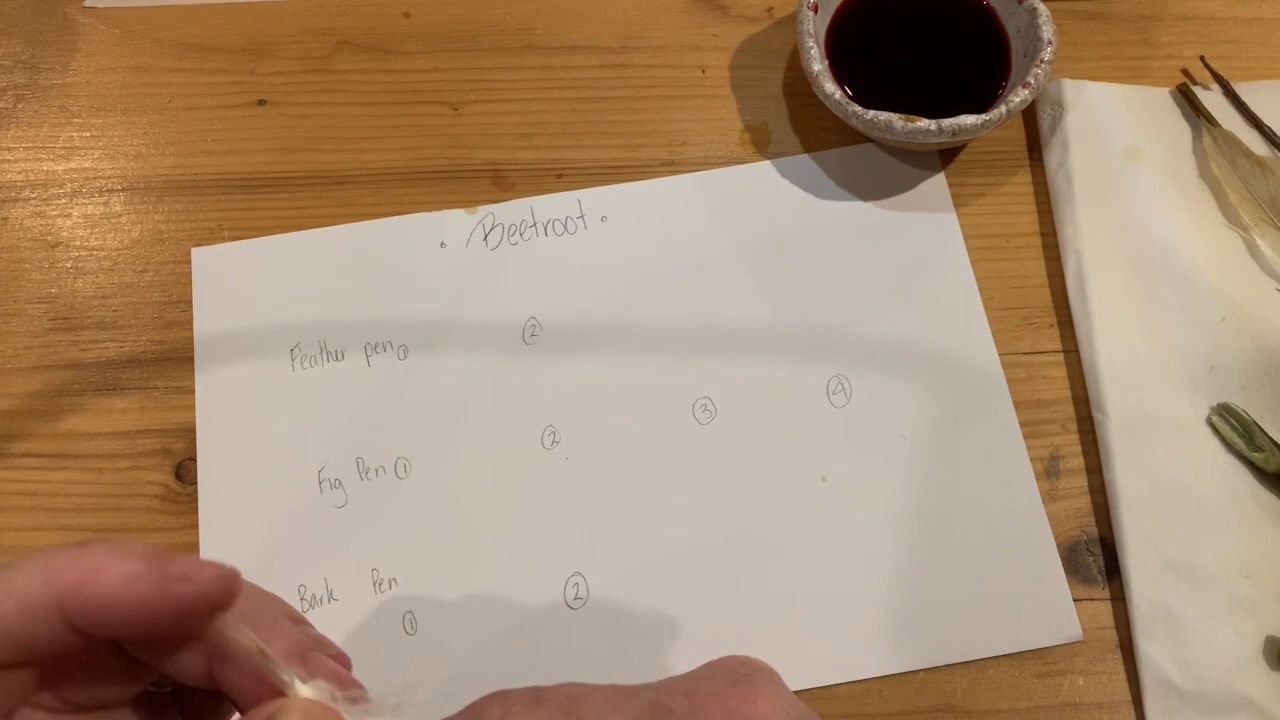 Beetroot.
Feather pen ① ②
Fig Pen ① ② ③ ④
Bark Pen
① ②